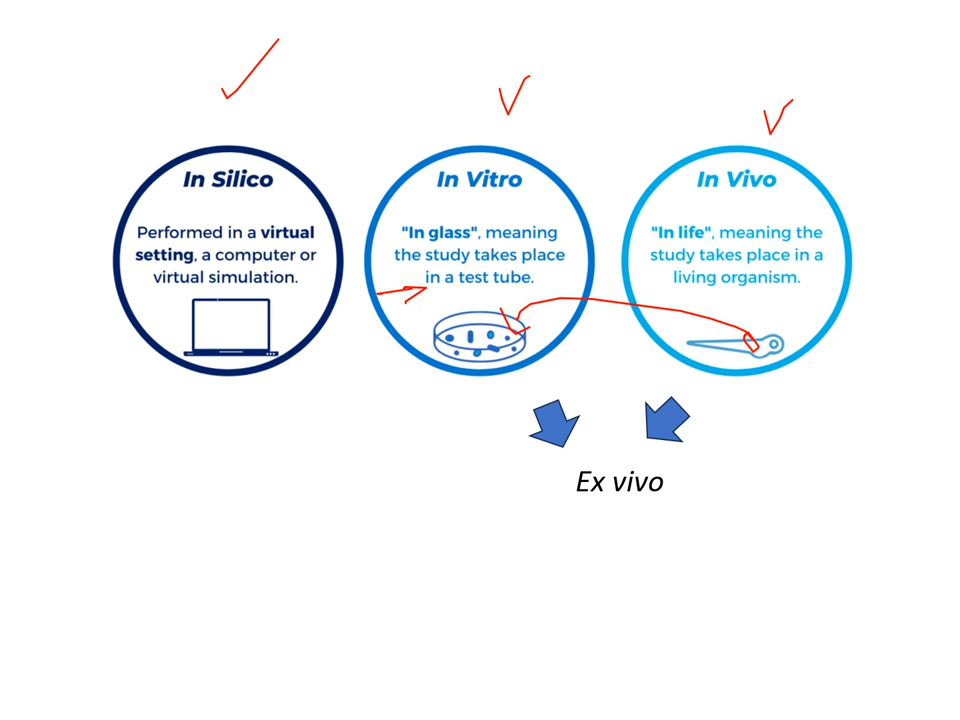 In Silico
Performed in a virtual
setting, a computer or
virtual simulation.
In Vitro
"In glass", meaning
the study takes place
in a test tube.
In Vivo
"In life", meaning the
study takes place in a
living organism.
Ex vivo